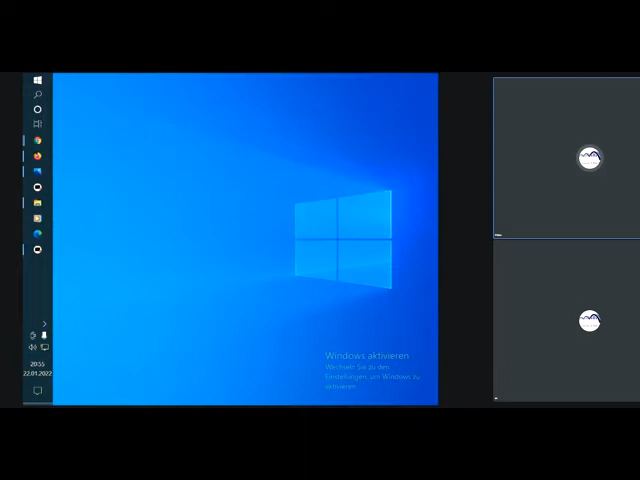 20:55
22.01.2022
Windows aktivieren
Wechseln Sie zu den
Einstellungen, um Windows zu
aktivieren.